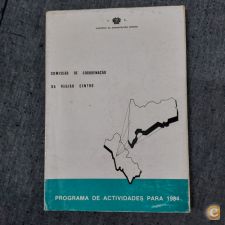 COMISSÃO DE COORDENAÇÃO
DA REGIÃO CENTRO
PROGRAMA DE ACTIVIDADES PARA 1984